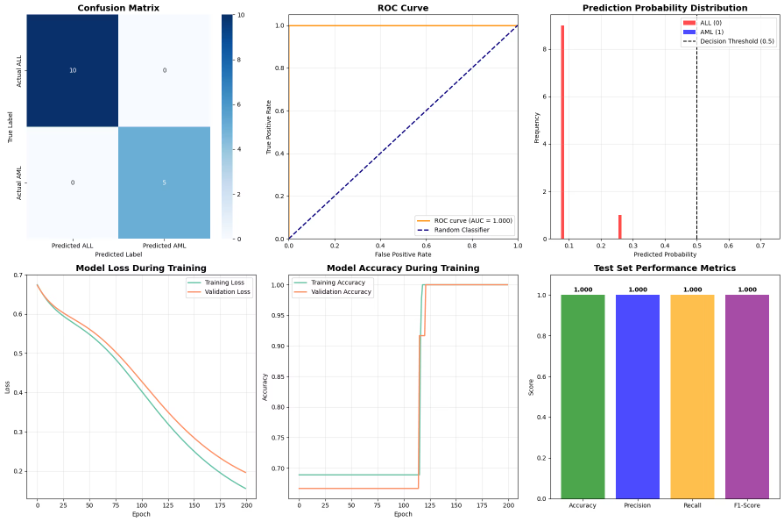 Confusion Matrix
Actual ALL
Actual AML
True Label
10
0
0
5
Predicted ALL
Predicted AML
Predicted Label
10
8
6
4
2
0
ROC Curve
True Positive Rate
1.0
0.8
0.6
0.4
0.2
0.0
ROC curve (AUC = 1.000)
Random Classifier
0.0 0.2 0.4 0.6 0.8 1.0
False Positive Rate
Prediction Probability Distribution
ALL (0)
AML (1)
Decision Threshold (0.5)
Frequency
8
6
4
2
0
0.1 0.2 0.3 0.4 0.5 0.6 0.7
Predicted Probability
Model Loss During Training
Training Loss
Validation Loss
Loss
0.7
0.6
0.5
0.4
0.3
0.2
0 25 50 75 100 125 150 175 200
Epoch
Model Accuracy During Training
Training Accuracy
Validation Accuracy
Accuracy
1.00
0.95
0.90
0.85
0.80
0.75
0.70
0 25 50 75 100 125 150 175 200
Epoch
Test Set Performance Metrics
1.000 1.000 1.000 1.000
Score
1.0
0.8
0.6
0.4
0.2
0.0
Accuracy Precision Recall F1-Score